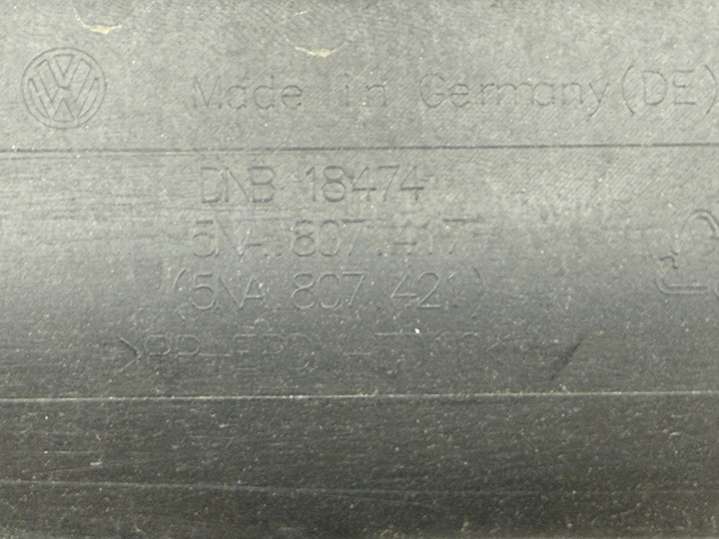 Made in Germany (DE)
DNB 18474
5NA.807.417
(5NA.807.421)